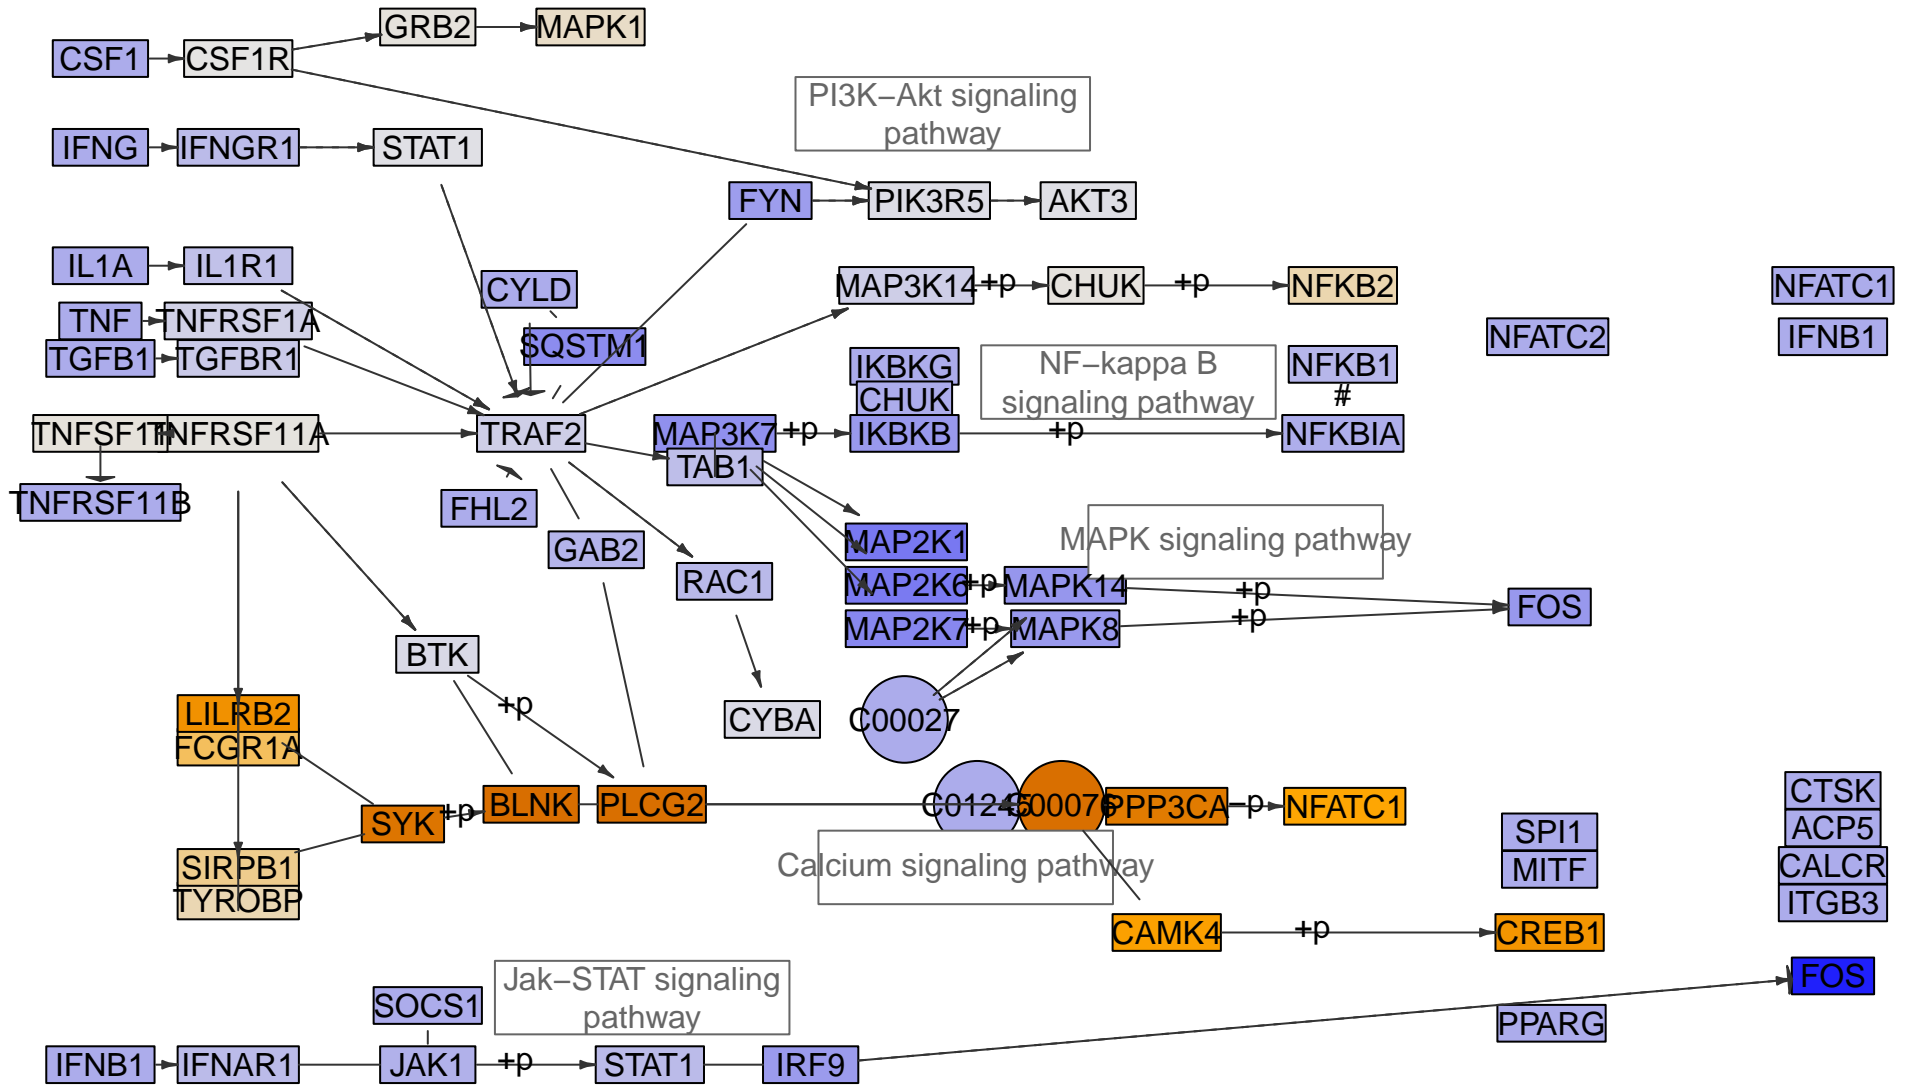 GRB2
MAPK1
CSF1
CSF1R
PI3K–Akt signaling
pathway
IFNG
IFNGR1
STAT1
FYN
PIK3R5
AKT3
IL1A
IL1R1
CYLD
MAP3K14
+p
CHUK
+p
NFKB2
NFATC1
TNF
TNFRSF1A
SQSTM1
NFATC2
IFNB1
TGFB1
TGFBR1
IKBKG
NF–kappa B
signaling pathway
NFKB1
CHUK
#
TNFSF11
TNFRSF11A
TRAF2
MAP3K7
+p
IKBKB
+p
NFKBIA
TAB1
TNFRSF11B
FHL2
GAB2
MAP2K1
MAPK signaling pathway
RAC1
MAP2K6
+p
MAPK14
+p
FOS
MAP2K7
+p
MAPK8
+p
BTK
+p
LILRB2
CYBA
C00027
FCGR1A
SYK
+p
BLNK
PLCG2
C01245
C00076
PPP3CA
–p
NFATC1
CTSK
SPI1
ACP5
SIRPB1
Calcium signaling pathway
MITF
CALCR
TYROBP
ITGB3
CAMK4
+p
CREB1
Jak–STAT signaling
pathway
FOS
SOCS1
PPARG
IFNB1
IFNAR1
JAK1
+p
STAT1
IRF9